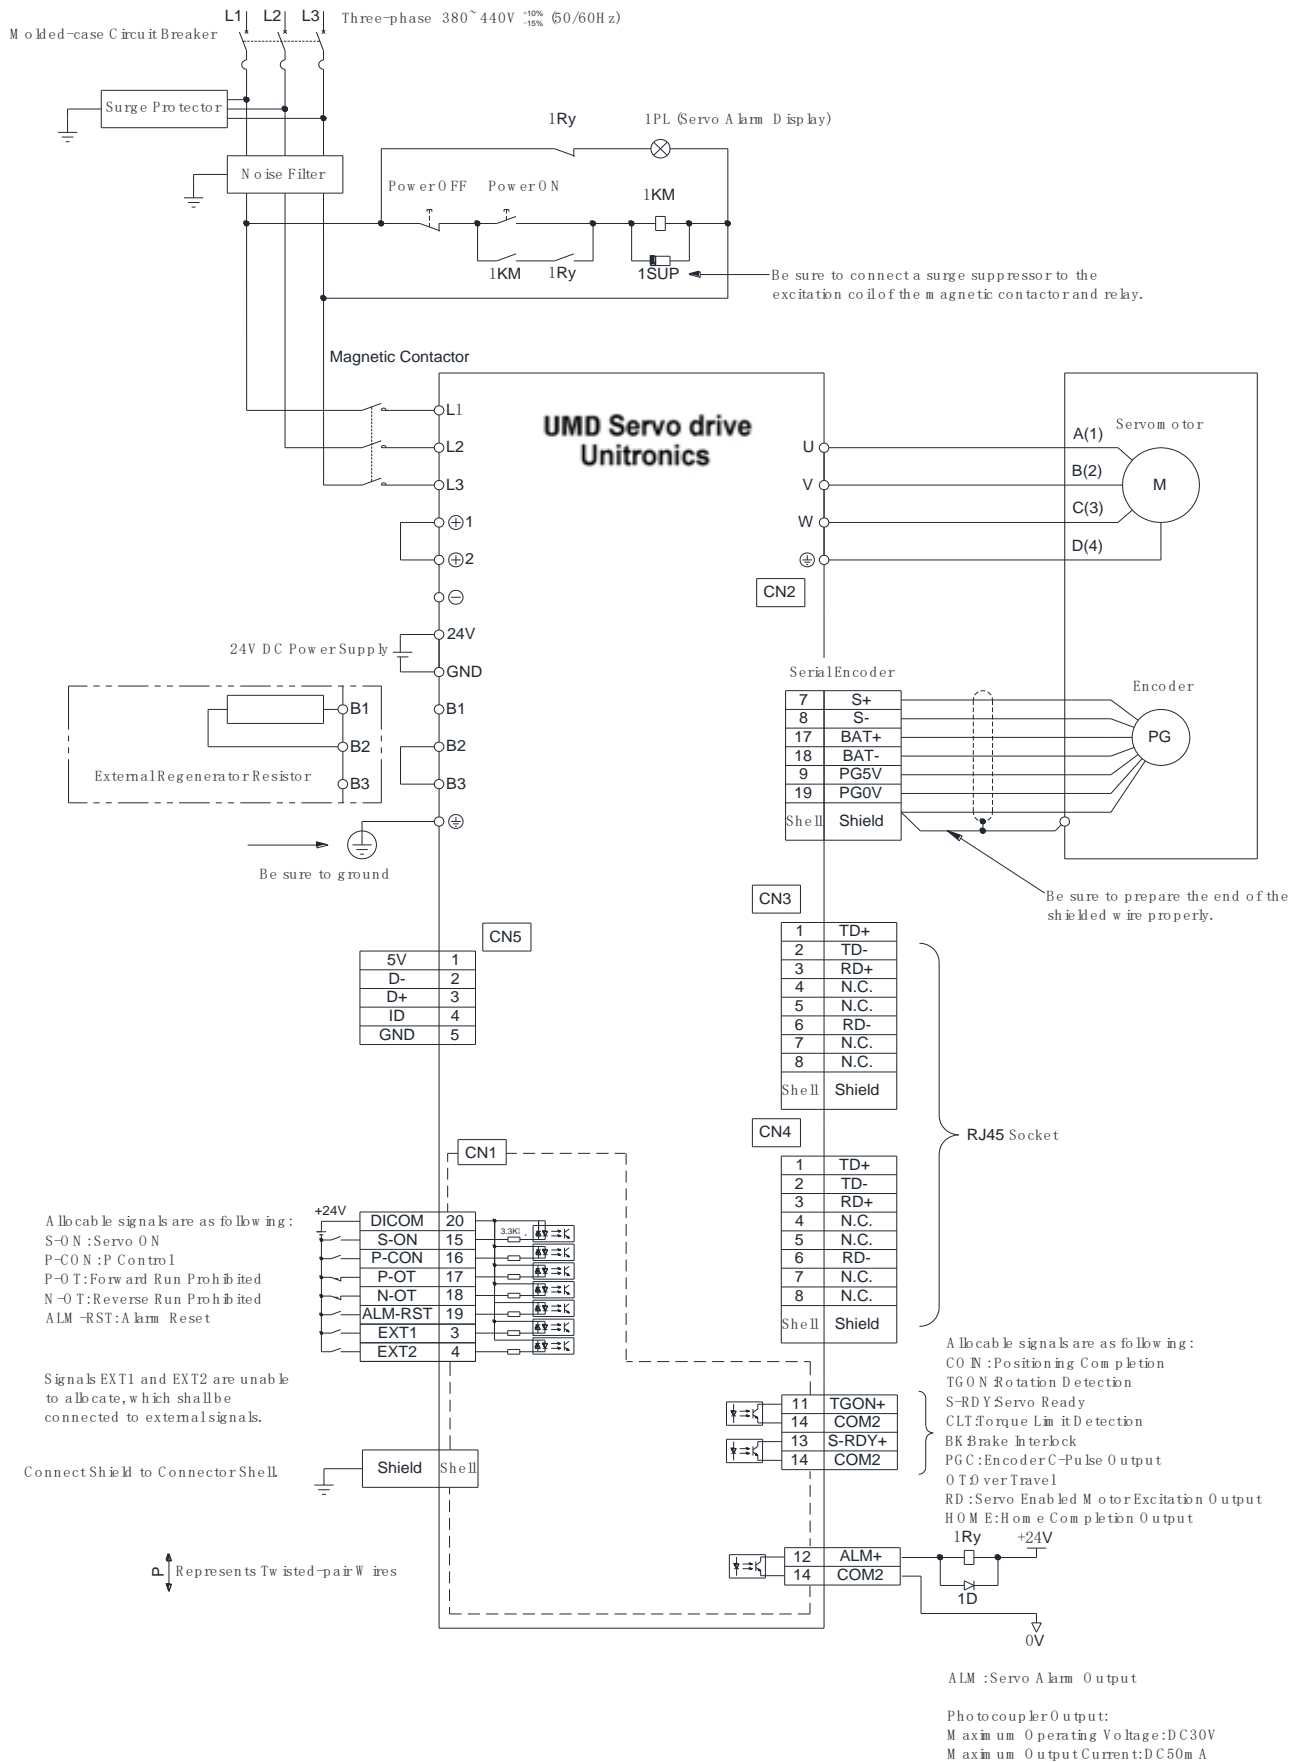 L1 L2 L3 Three-phase 380~440V +10% -15% (50/60Hz)
Molded-case Circuit Breaker
Surge Protector
1Ry 1PL (Servo Alarm Display)
Noise Filter
Power OFF Power ON
1KM
1KM 1Ry 1SUP
Be sure to connect a surge suppressor to the
excitation coil of the magnetic contactor and relay.
Magnetic Contactor
UMD Servo drive
Unitronics
L1
L2
L3
1
2
24V
GND
24V DC Power Supply
B1
B2
B3
B1
B2
B3
External Regenerator Resistor
Be sure to ground
U
V
W
A(1)
B(2)
C(3)
D(4)
Servomotor
M
CN2
Serial Encoder
7 S+
8 S-
17 BAT+
18 BAT-
9 PG5V
19 PG0V
Shell Shield
Encoder
PG
Be sure to prepare the end of the
shielded wire properly.
CN3
1 TD+
2 TD-
3 RD+
4 N.C.
5 N.C.
6 RD-
7 N.C.
8 N.C.
Shell Shield
CN4
1 TD+
2 TD-
3 RD+
4 N.C.
5 N.C.
6 RD-
7 N.C.
8 N.C.
Shell Shield
RJ45 Socket
CN5
5V 1
D- 2
D+ 3
ID 4
GND 5
CN1
+24V
DICOM 20
S-ON 15
P-CON 16
P-OT 17
N-OT 18
ALM-RST 19
EXT1 3
EXT2 4
3.3K
Allocable signals are as following:
S-ON:Servo ON
P-CON:P Control
P-OT:Forward Run Prohibited
N-OT:Reverse Run Prohibited
ALM-RST:Alarm Reset
Signals EXT1 and EXT2 are unable
to allocate, which shall be
connected to external signals.
Connect Shield to Connector Shell.
Shield Shell
P Represents Twisted-pair Wires
11 TGON+
14 COM2
13 S-RDY+
14 COM2
Allocable signals are as following:
COIN:Positioning Completion
TGON:Rotation Detection
S-RDY:Servo Ready
CLT:Torque Limit Detection
BK:Brake Interlock
PGC:Encoder C-Pulse Output
OT:Over Travel
RD:Servo Enabled Motor Excitation Output
HOME:Home Completion Output
12 ALM+
14 COM2
1Ry +24V
1D
0V
ALM:Servo Alarm Output
Photocoupler Output:
Maximum Operating Voltage:DC30V
Maximum Output Current:DC50mA